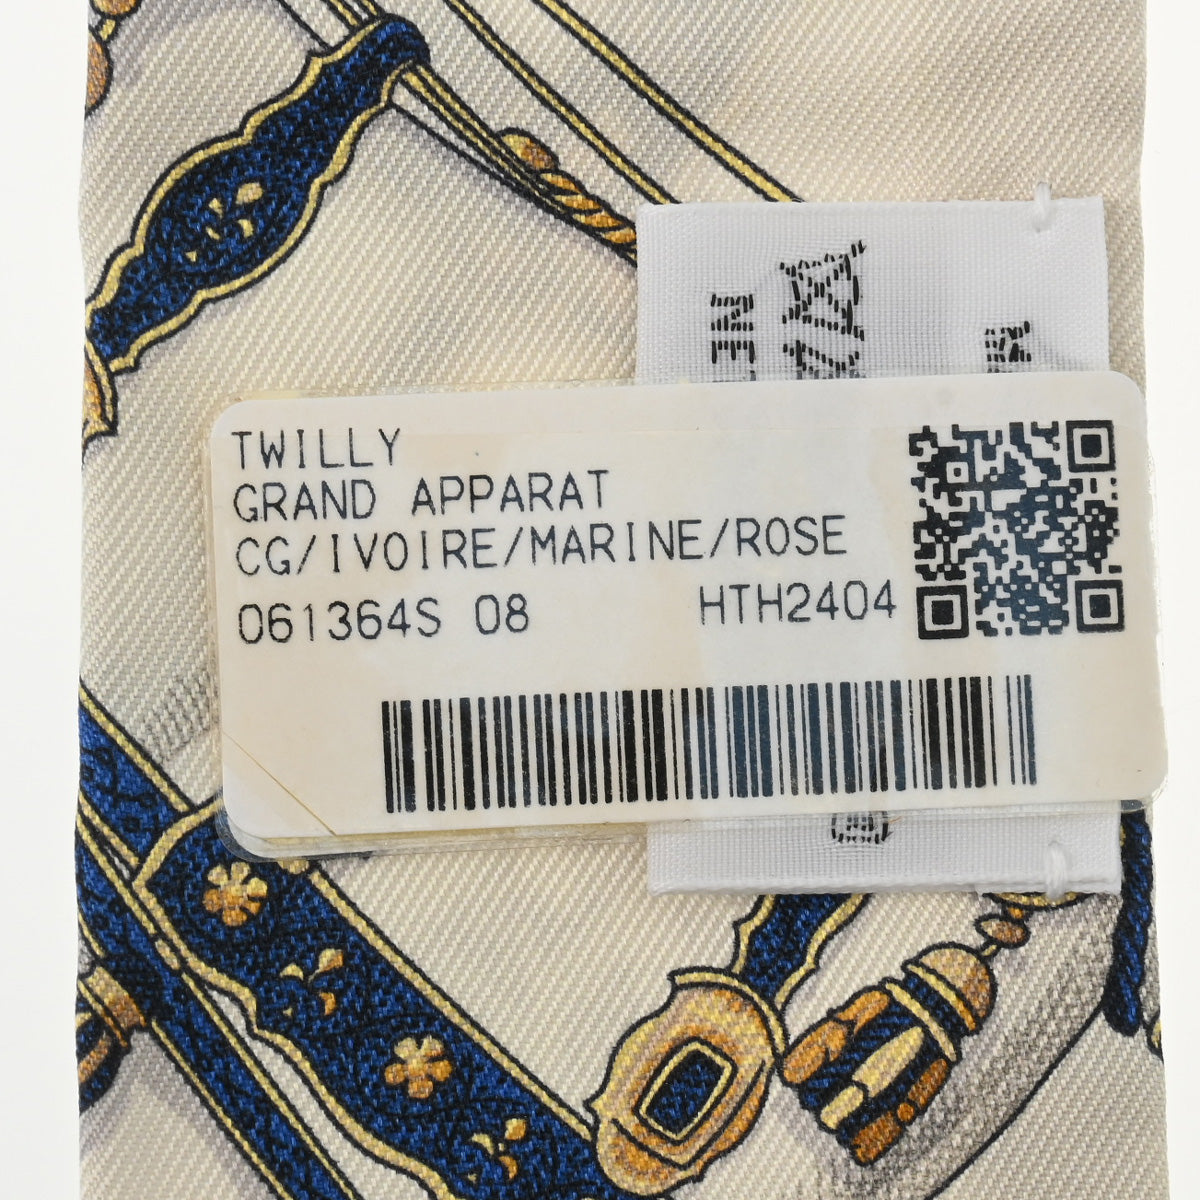 TWILLY
GRAND APPARAT
CG/IVOIRE/MARINE/ROSE
061364S 08 HTH2404